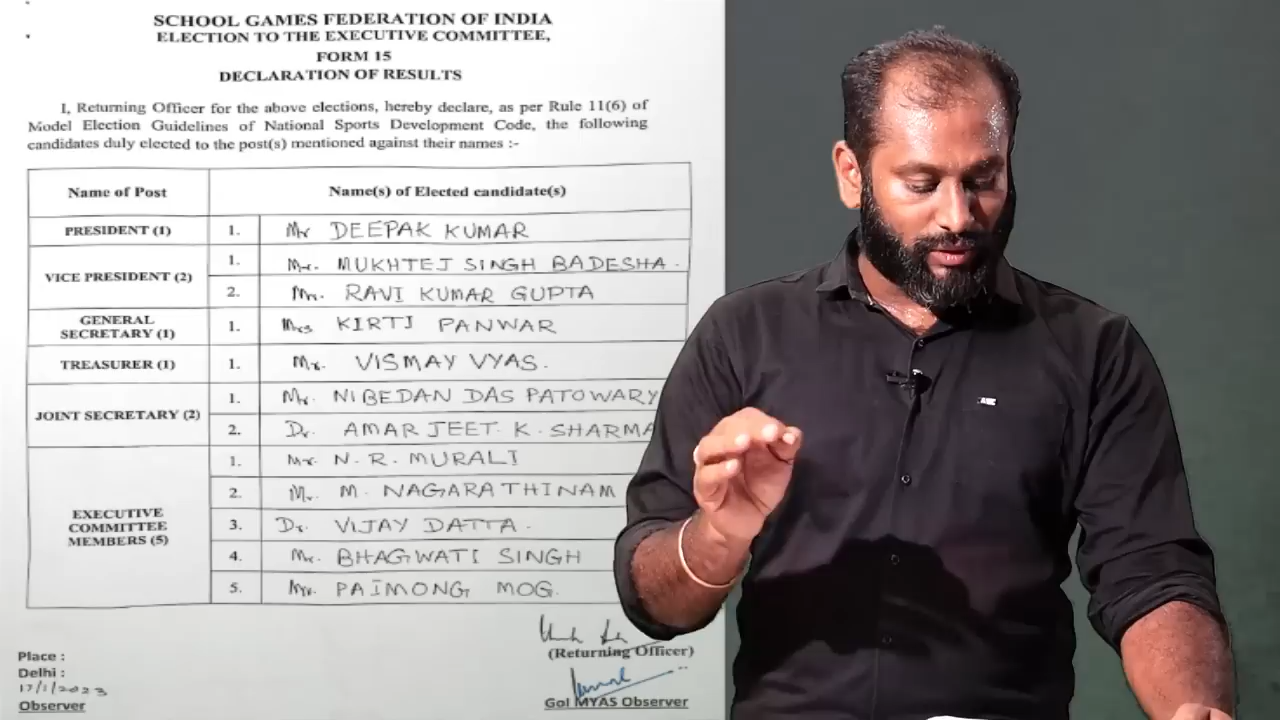 SCHOOL GAMES FEDERATION OF INDIA
ELECTION TO THE EXECUTIVE COMMITTEE,
FORM 15
DECLARATION OF RESULTS
I, Returning Officer for the above elections, hereby declare, as per Rule 11(6) of
Model Election Guidelines of National Sports Development Code, the following
candidates duly elected to the post(s) mentioned against their names :-
Name of Post Name(s) of Elected candidate(s)
PRESIDENT (1) 1. Mr DEEPAK KUMAR
VICE PRESIDENT (2) 1. Mr. MUKHTEJ SINGH BADESHA.
2. Mr. RAVI KUMAR GUPTA
GENERAL SECRETARY (1) 1. Mrs KIRTI PANWAR
TREASURER (1) 1. Mr. VISMAY VYAS.
JOINT SECRETARY (2) 1. Mr. NIBEDAN DAS PATOWARY
2. Dr. AMARJEET. K. SHARMA
EXECUTIVE COMMITTEE MEMBERS (5) 1. Mr. N. R. MURALI
2. Mr. M. NAGARATHINAM
3. Dr. VIJAY DATTA.
4. Mr. BHAGWATI SINGH
5. Mr. PAIMONG MOG.
(Returning Officer)
Place :
Delhi :
17/1/2023
Observer
GoI MYAS Observer